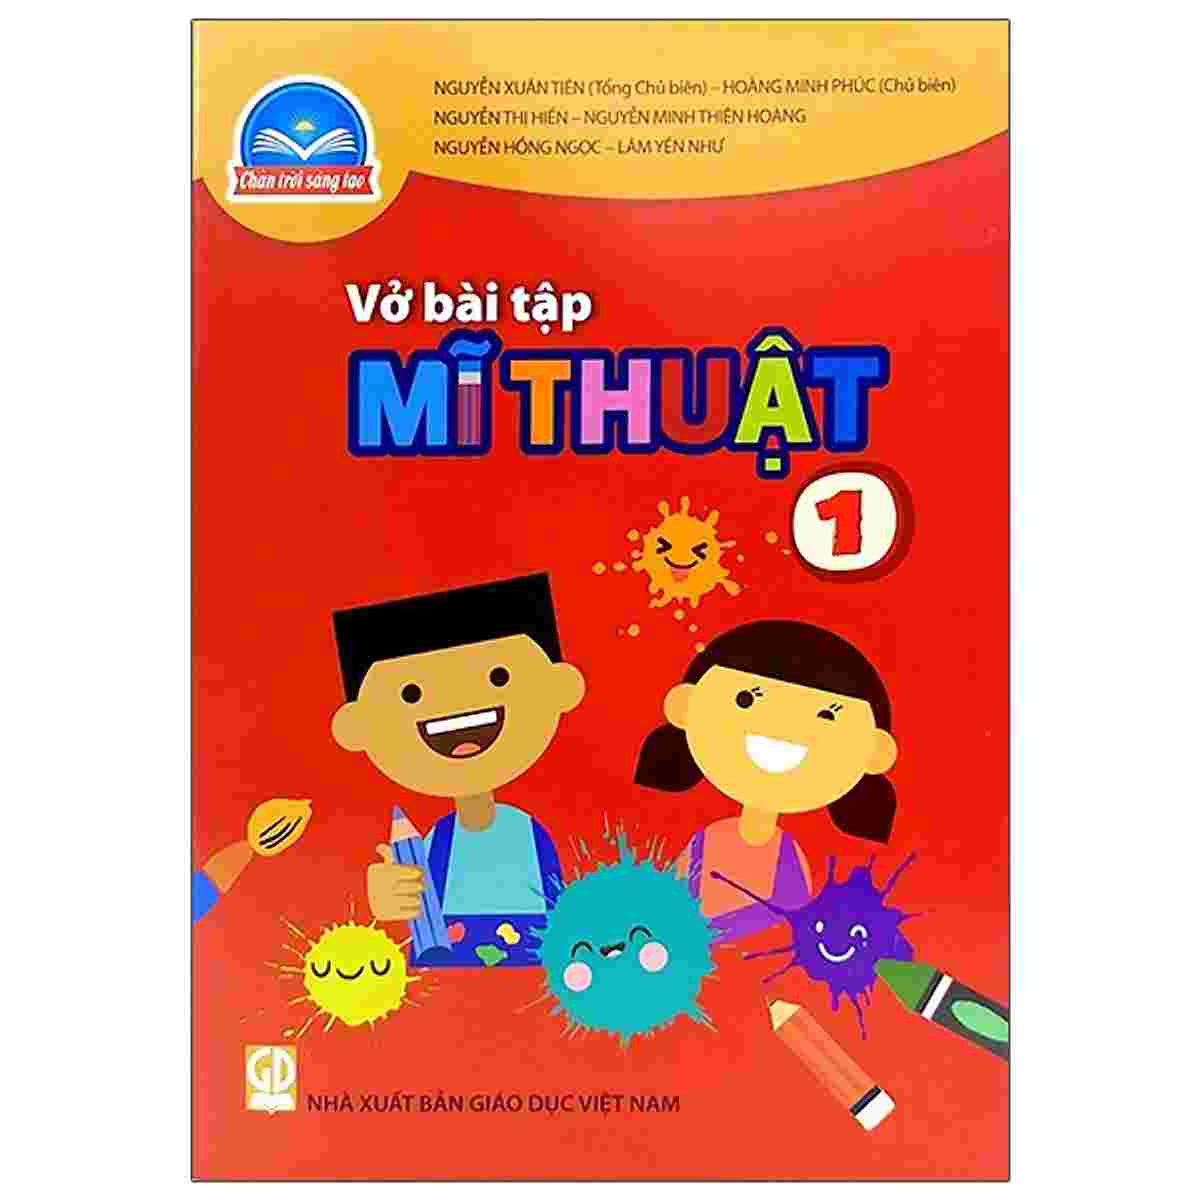 NGUYỄN XUÂN TIÊN (Tổng Chủ biên) – HOÀNG MINH PHÚC (Chủ biên)
NGUYỄN THỊ HIỀN – NGUYỄN MINH THIÊN HOÀNG
NGUYỄN HỒNG NGỌC – LÂM YẾN NHƯ
Chân trời sáng tạo
Vở bài tập
MĨ THUẬT
1
GD
NHÀ XUẤT BẢN GIÁO DỤC VIỆT NAM